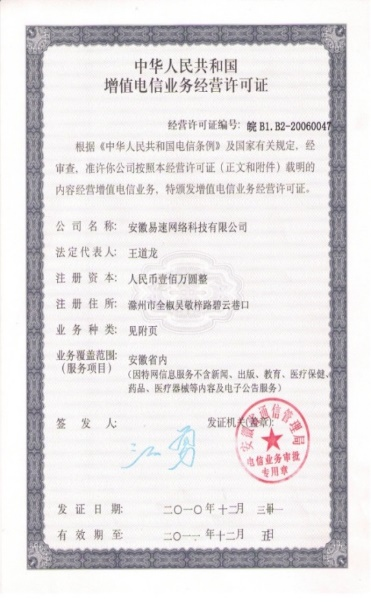 中华人民共和国
增值电信业务经营许可证
经营许可证编号: 皖 B1.B2-20060047
根据《中华人民共和国电信条例》及国家有关规定，经
审查，准许你公司按照本经营许可证（正文和附件）载明的
内容经营增值电信业务，特颁发增值电信业务经营许可证。
公司名称: 安徽易速网络科技有限公司
法定代表人: 王道龙
注册资本: 人民币壹佰万圆整
注册住所: 滁州市全椒吴敬梓路碧云巷口
业务种类: 见附页
业务覆盖范围: 安徽省内
(服务项目) (因特网信息服务不含新闻、出版、教育、医疗保健、
药品、医疗器械等内容及电子公告服务)
签发人: 发证机关(盖章):
安徽省通信管理局
电信业务审批
专用章
发证日期: 二〇一〇年十二月 日
有效期至: 二〇一 年十二月 五日